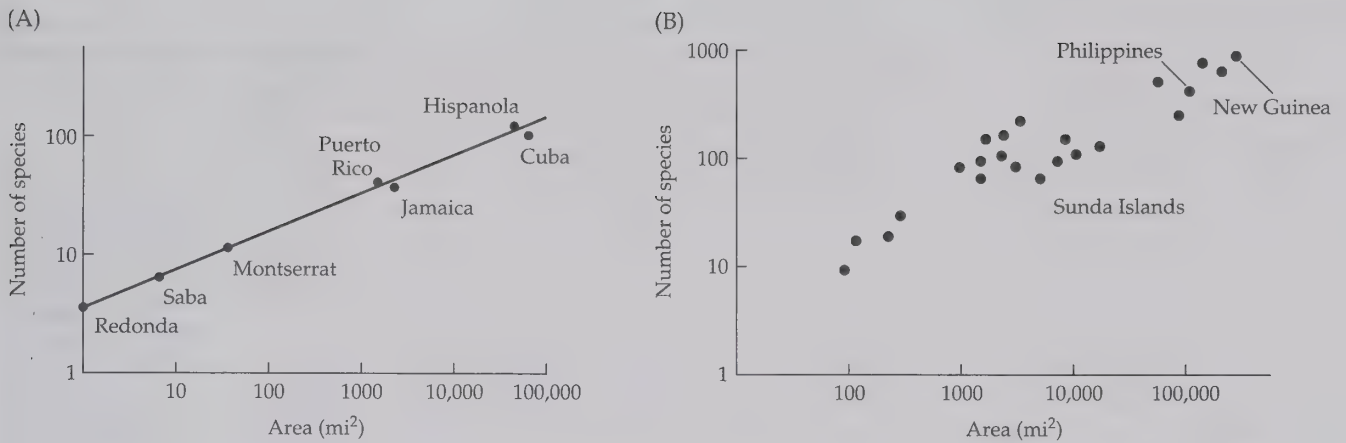 (A)
Number of species
100
10
1
Hispanola
Cuba
Puerto
Rico
Jamaica
Montserrat
Saba
Redonda
10
100
1000
10,000
100,000
Area (mi²)
(B)
Number of species
1000
100
10
1
Philippines
New Guinea
Sunda Islands
100
1000
10,000
100,000
Area (mi²)